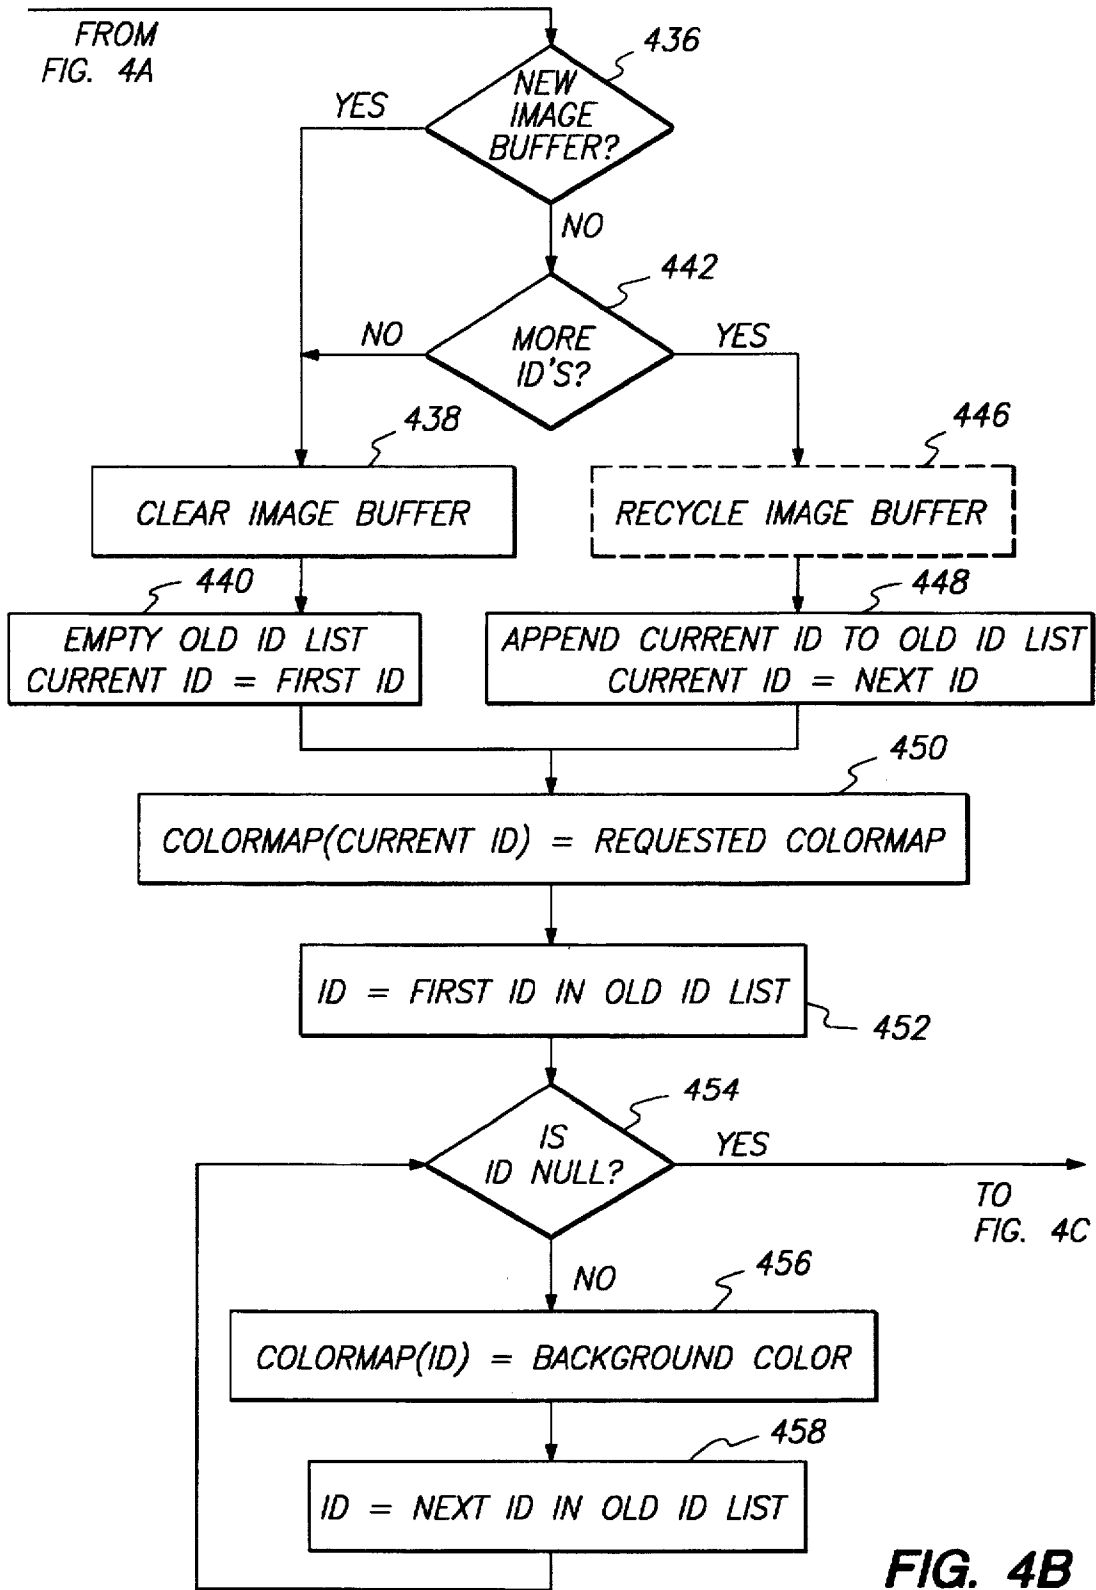 FROM
FIG. 4A
436
NEW
IMAGE
BUFFER?
YES
NO
442
MORE
ID'S?
NO
YES
438
CLEAR IMAGE BUFFER
446
RECYCLE IMAGE BUFFER
440
EMPTY OLD ID LIST
CURRENT ID = FIRST ID
448
APPEND CURRENT ID TO OLD ID LIST
CURRENT ID = NEXT ID
450
COLORMAP(CURRENT ID) = REQUESTED COLORMAP
ID = FIRST ID IN OLD ID LIST
452
454
IS
ID NULL?
YES
TO
FIG. 4C
NO
456
COLORMAP(ID) = BACKGROUND COLOR
458
ID = NEXT ID IN OLD ID LIST
FIG. 4B